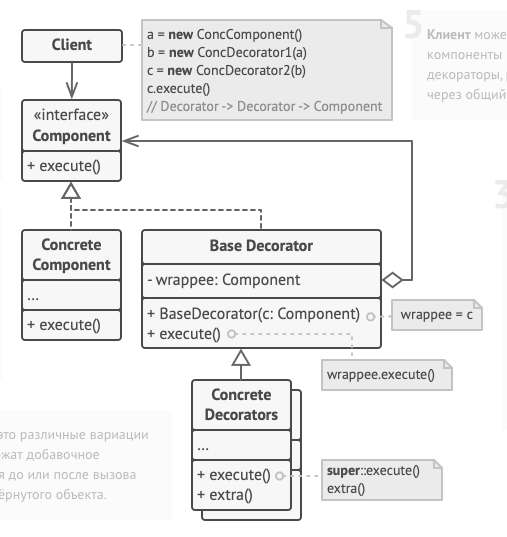 Client
a = new ConcComponent()
b = new ConcDecorator1(a)
c = new ConcDecorator2(b)
c.execute()
// Decorator -> Decorator -> Component
5
Клиент може
компоненты
декораторы,
через общий
«interface»
Component
+ execute()
3
Concrete
Component
...
+ execute()
Base Decorator
- wrappee: Component
+ BaseDecorator(c: Component)
+ execute()
wrappee = c
wrappee.execute()
Concrete
Decorators
...
+ execute()
+ extra()
super::execute()
extra()
это различные вариации
жат добавочное
я до или после вызова
ёрнутого объекта.